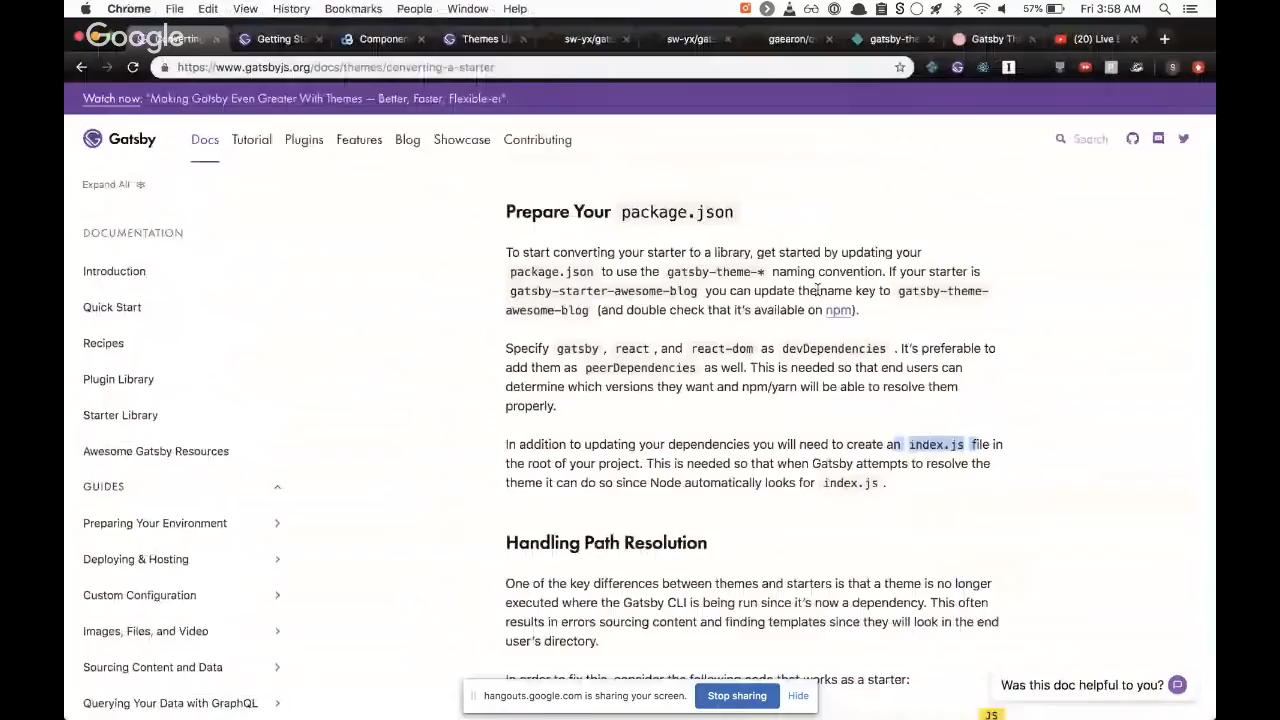 Chrome File Edit View History Bookmarks People Window Help 57% Fri 3:58 AM
Google
Getting St Componen Themes U sw-yx/gat sw-yx/gat gaearon/c gatsby-the Gatsby Th (20) Live
https://www.gatsbyjs.org/docs/themes/converting-a-starter
Watch now: "Making Gatsby Even Greater With Themes — Better, Faster, Flexible-er".
Gatsby Docs Tutorial Plugins Features Blog Showcase Contributing Search
Expand All
DOCUMENTATION
Introduction
Quick Start
Recipes
Plugin Library
Starter Library
Awesome Gatsby Resources
GUIDES
Preparing Your Environment
Deploying & Hosting
Custom Configuration
Images, Files, and Video
Sourcing Content and Data
Querying Your Data with GraphQL
Prepare Your package.json
To start converting your starter to a library, get started by updating your
package.json to use the gatsby-theme-* naming convention. If your starter is
gatsby-starter-awesome-blog you can update the name key to gatsby-theme-
awesome-blog (and double check that it's available on npm).
Specify gatsby, react, and react-dom as devDependencies. It's preferable to
add them as peerDependencies as well. This is needed so that end users can
determine which versions they want and npm/yarn will be able to resolve them
properly.
In addition to updating your dependencies you will need to create an index.js file in
the root of your project. This is needed so that when Gatsby attempts to resolve the
theme it can do so since Node automatically looks for index.js.
Handling Path Resolution
One of the key differences between themes and starters is that a theme is no longer
executed where the Gatsby CLI is being run since it's now a dependency. This often
results in errors sourcing content and finding templates since they will look in the end
user's directory.
works as a starter:
hangouts.google.com is sharing your screen. Stop sharing Hide
Was this doc helpful to you?
JS